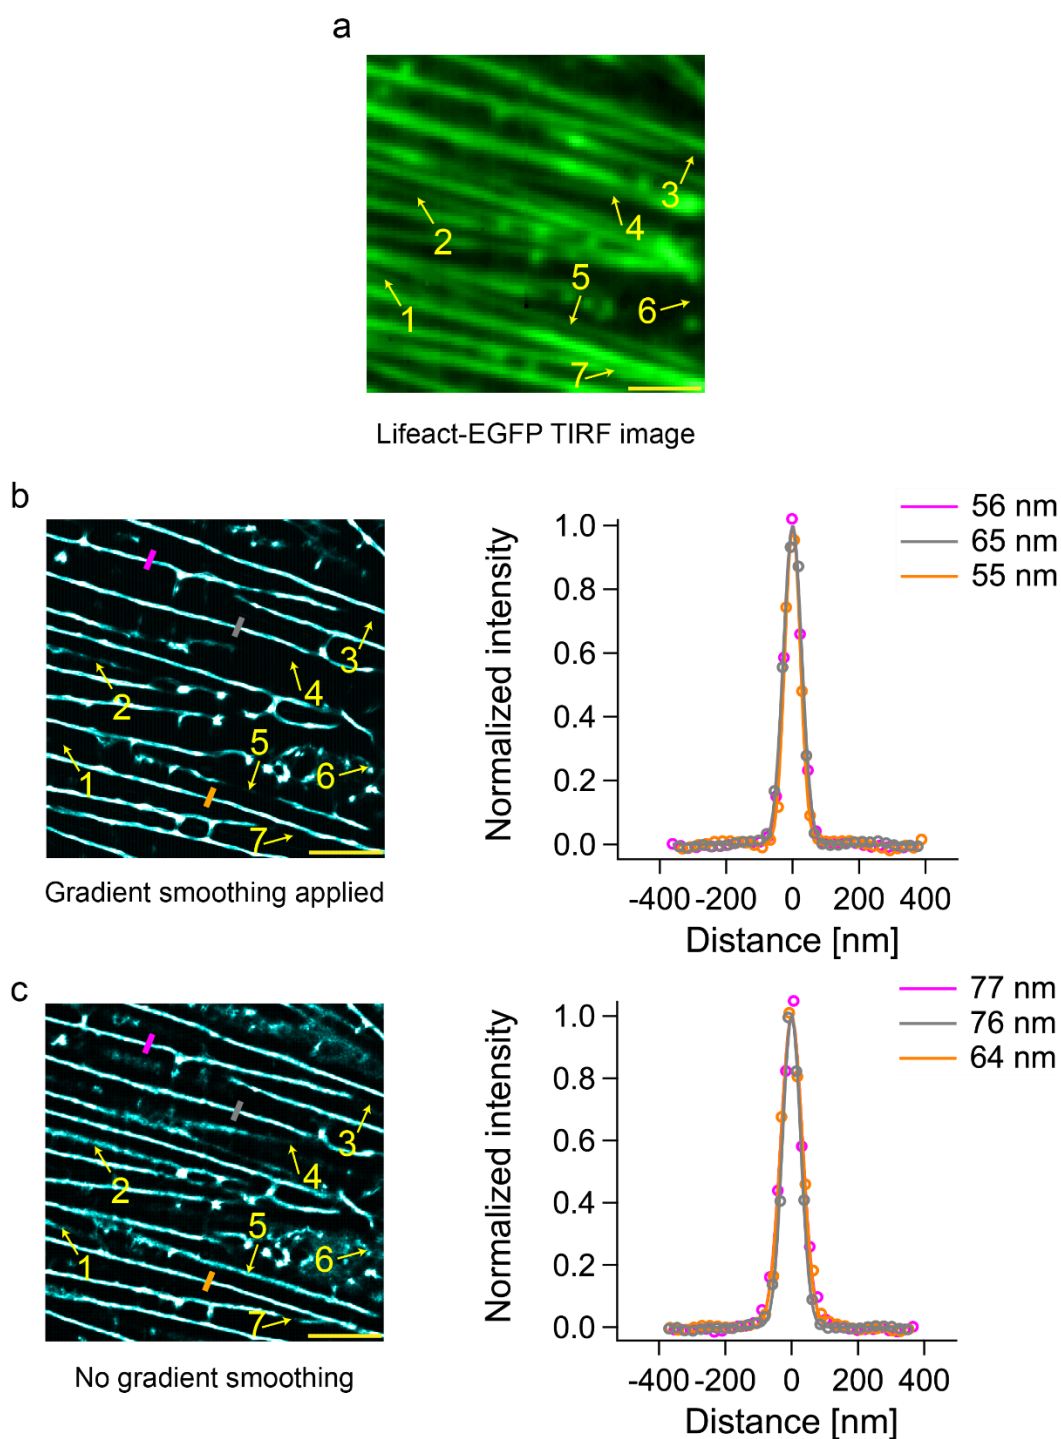 a
3
4
2
5
6
1
7
Lifeact-EGFP TIRF image
b
3
4
2
5
6
1
7
Gradient smoothing applied
Normalized intensity
1.0
0.8
0.6
0.4
0.2
0.0
-400 -200 0 200 400
Distance [nm]
56 nm
65 nm
55 nm
c
3
4
2
5
6
1
7
No gradient smoothing
Normalized intensity
1.0
0.8
0.6
0.4
0.2
0.0
-400 -200 0 200 400
Distance [nm]
77 nm
76 nm
64 nm